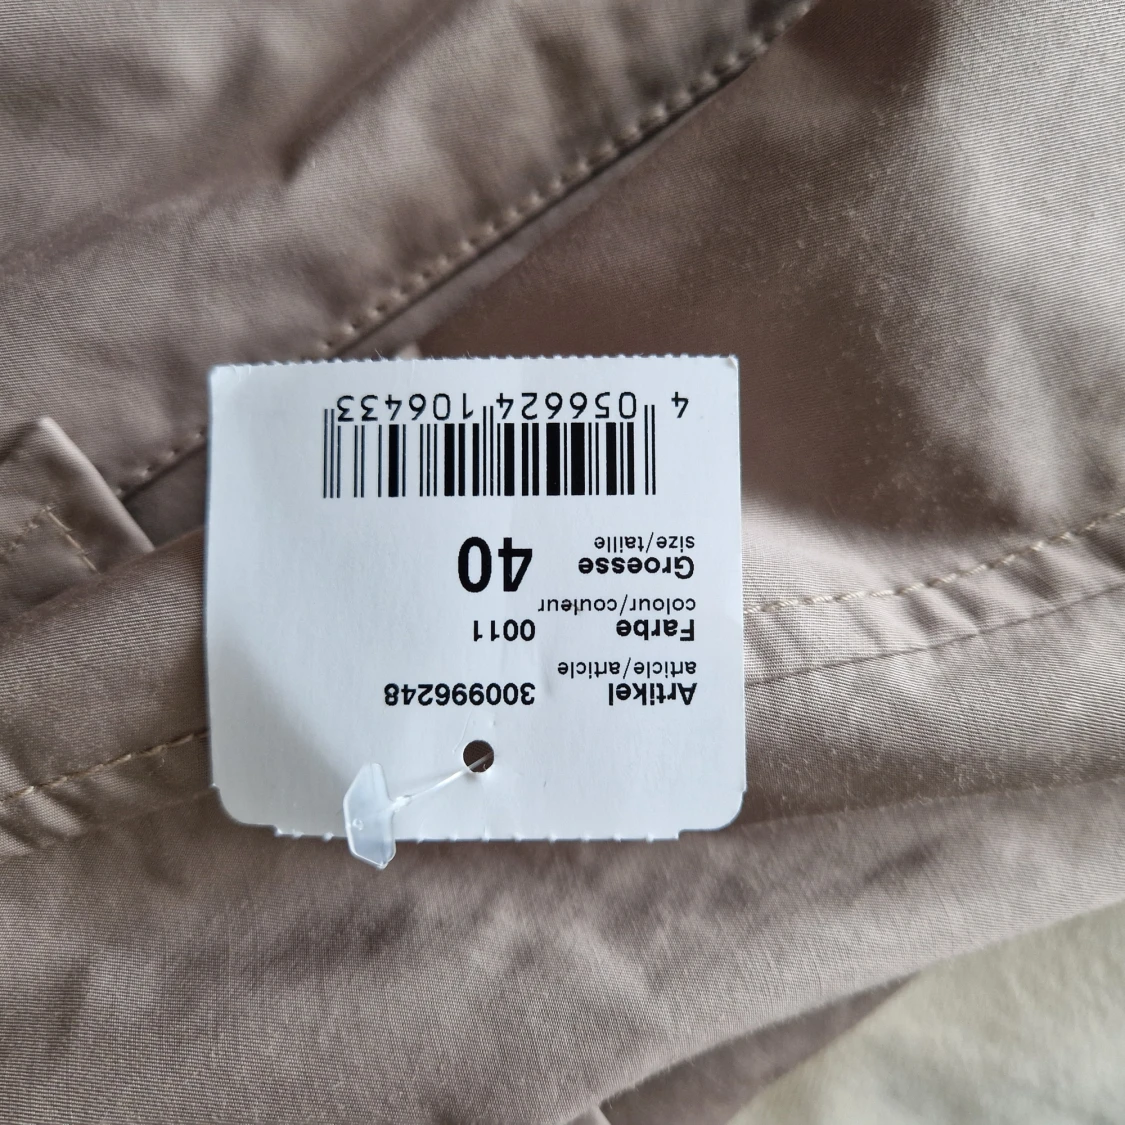 Artikel 300996248
article/article
Farbe 0011
colour/couleur
Groesse 40
size/taille
4 056624 106433